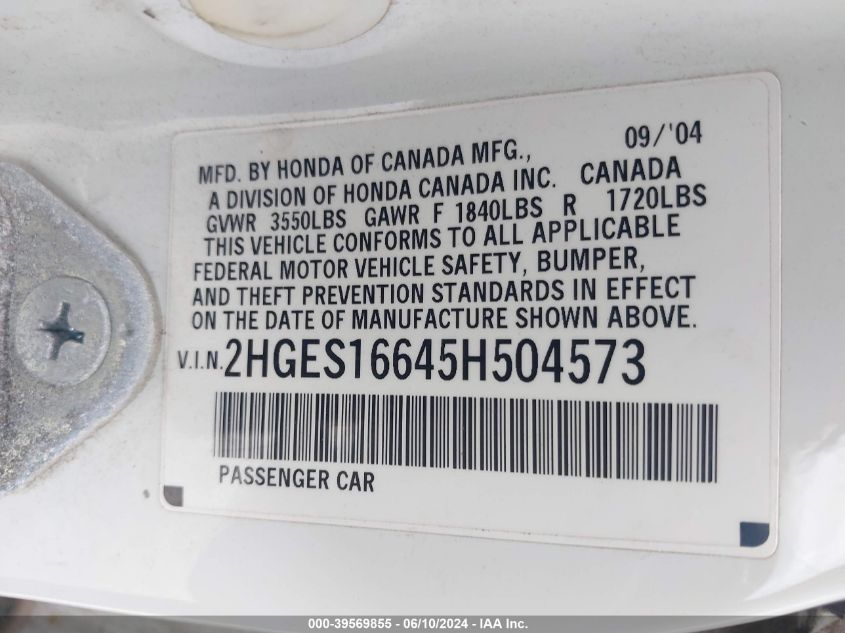 09/'04
MFD. BY HONDA OF CANADA MFG.,
A DIVISION OF HONDA CANADA INC. CANADA
GVWR 3550LBS GAWR F 1840LBS R 1720LBS
THIS VEHICLE CONFORMS TO ALL APPLICABLE
FEDERAL MOTOR VEHICLE SAFETY, BUMPER,
AND THEFT PREVENTION STANDARDS IN EFFECT
ON THE DATE OF MANUFACTURE SHOWN ABOVE.
V.I.N. 2HGES16645H504573
PASSENGER CAR
000-39569855 - 06/10/2024 - IAA Inc.